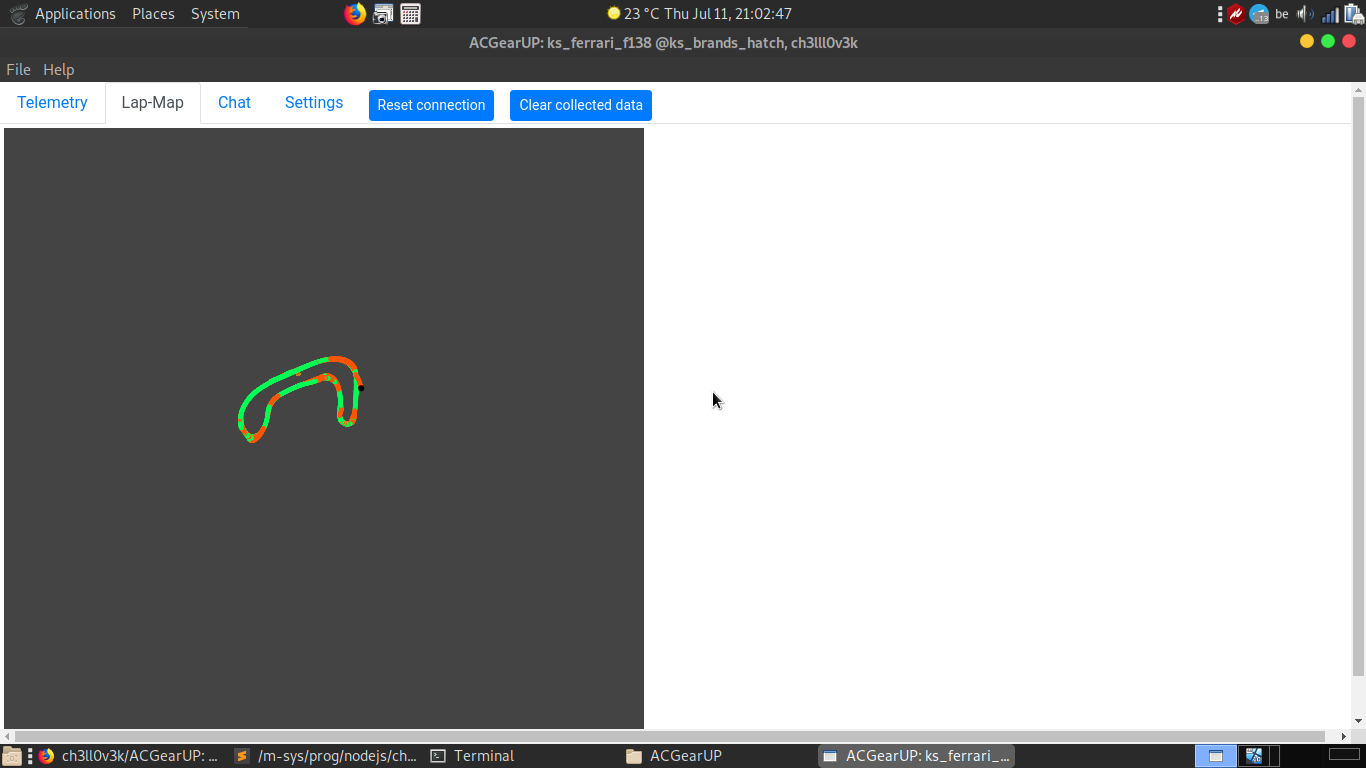 Applications Places System 23 °C Thu Jul 11, 21:02:47 13 be
ACGearUP: ks_ferrari_f138 @ks_brands_hatch, ch3lll0v3k
File Help
Telemetry Lap-Map Chat Settings Reset connection Clear collected data
ch3ll0v3k/ACGearUP: ... /m-sys/prog/nodejs/ch... Terminal ACGearUP ACGearUP: ks_ferrari_...